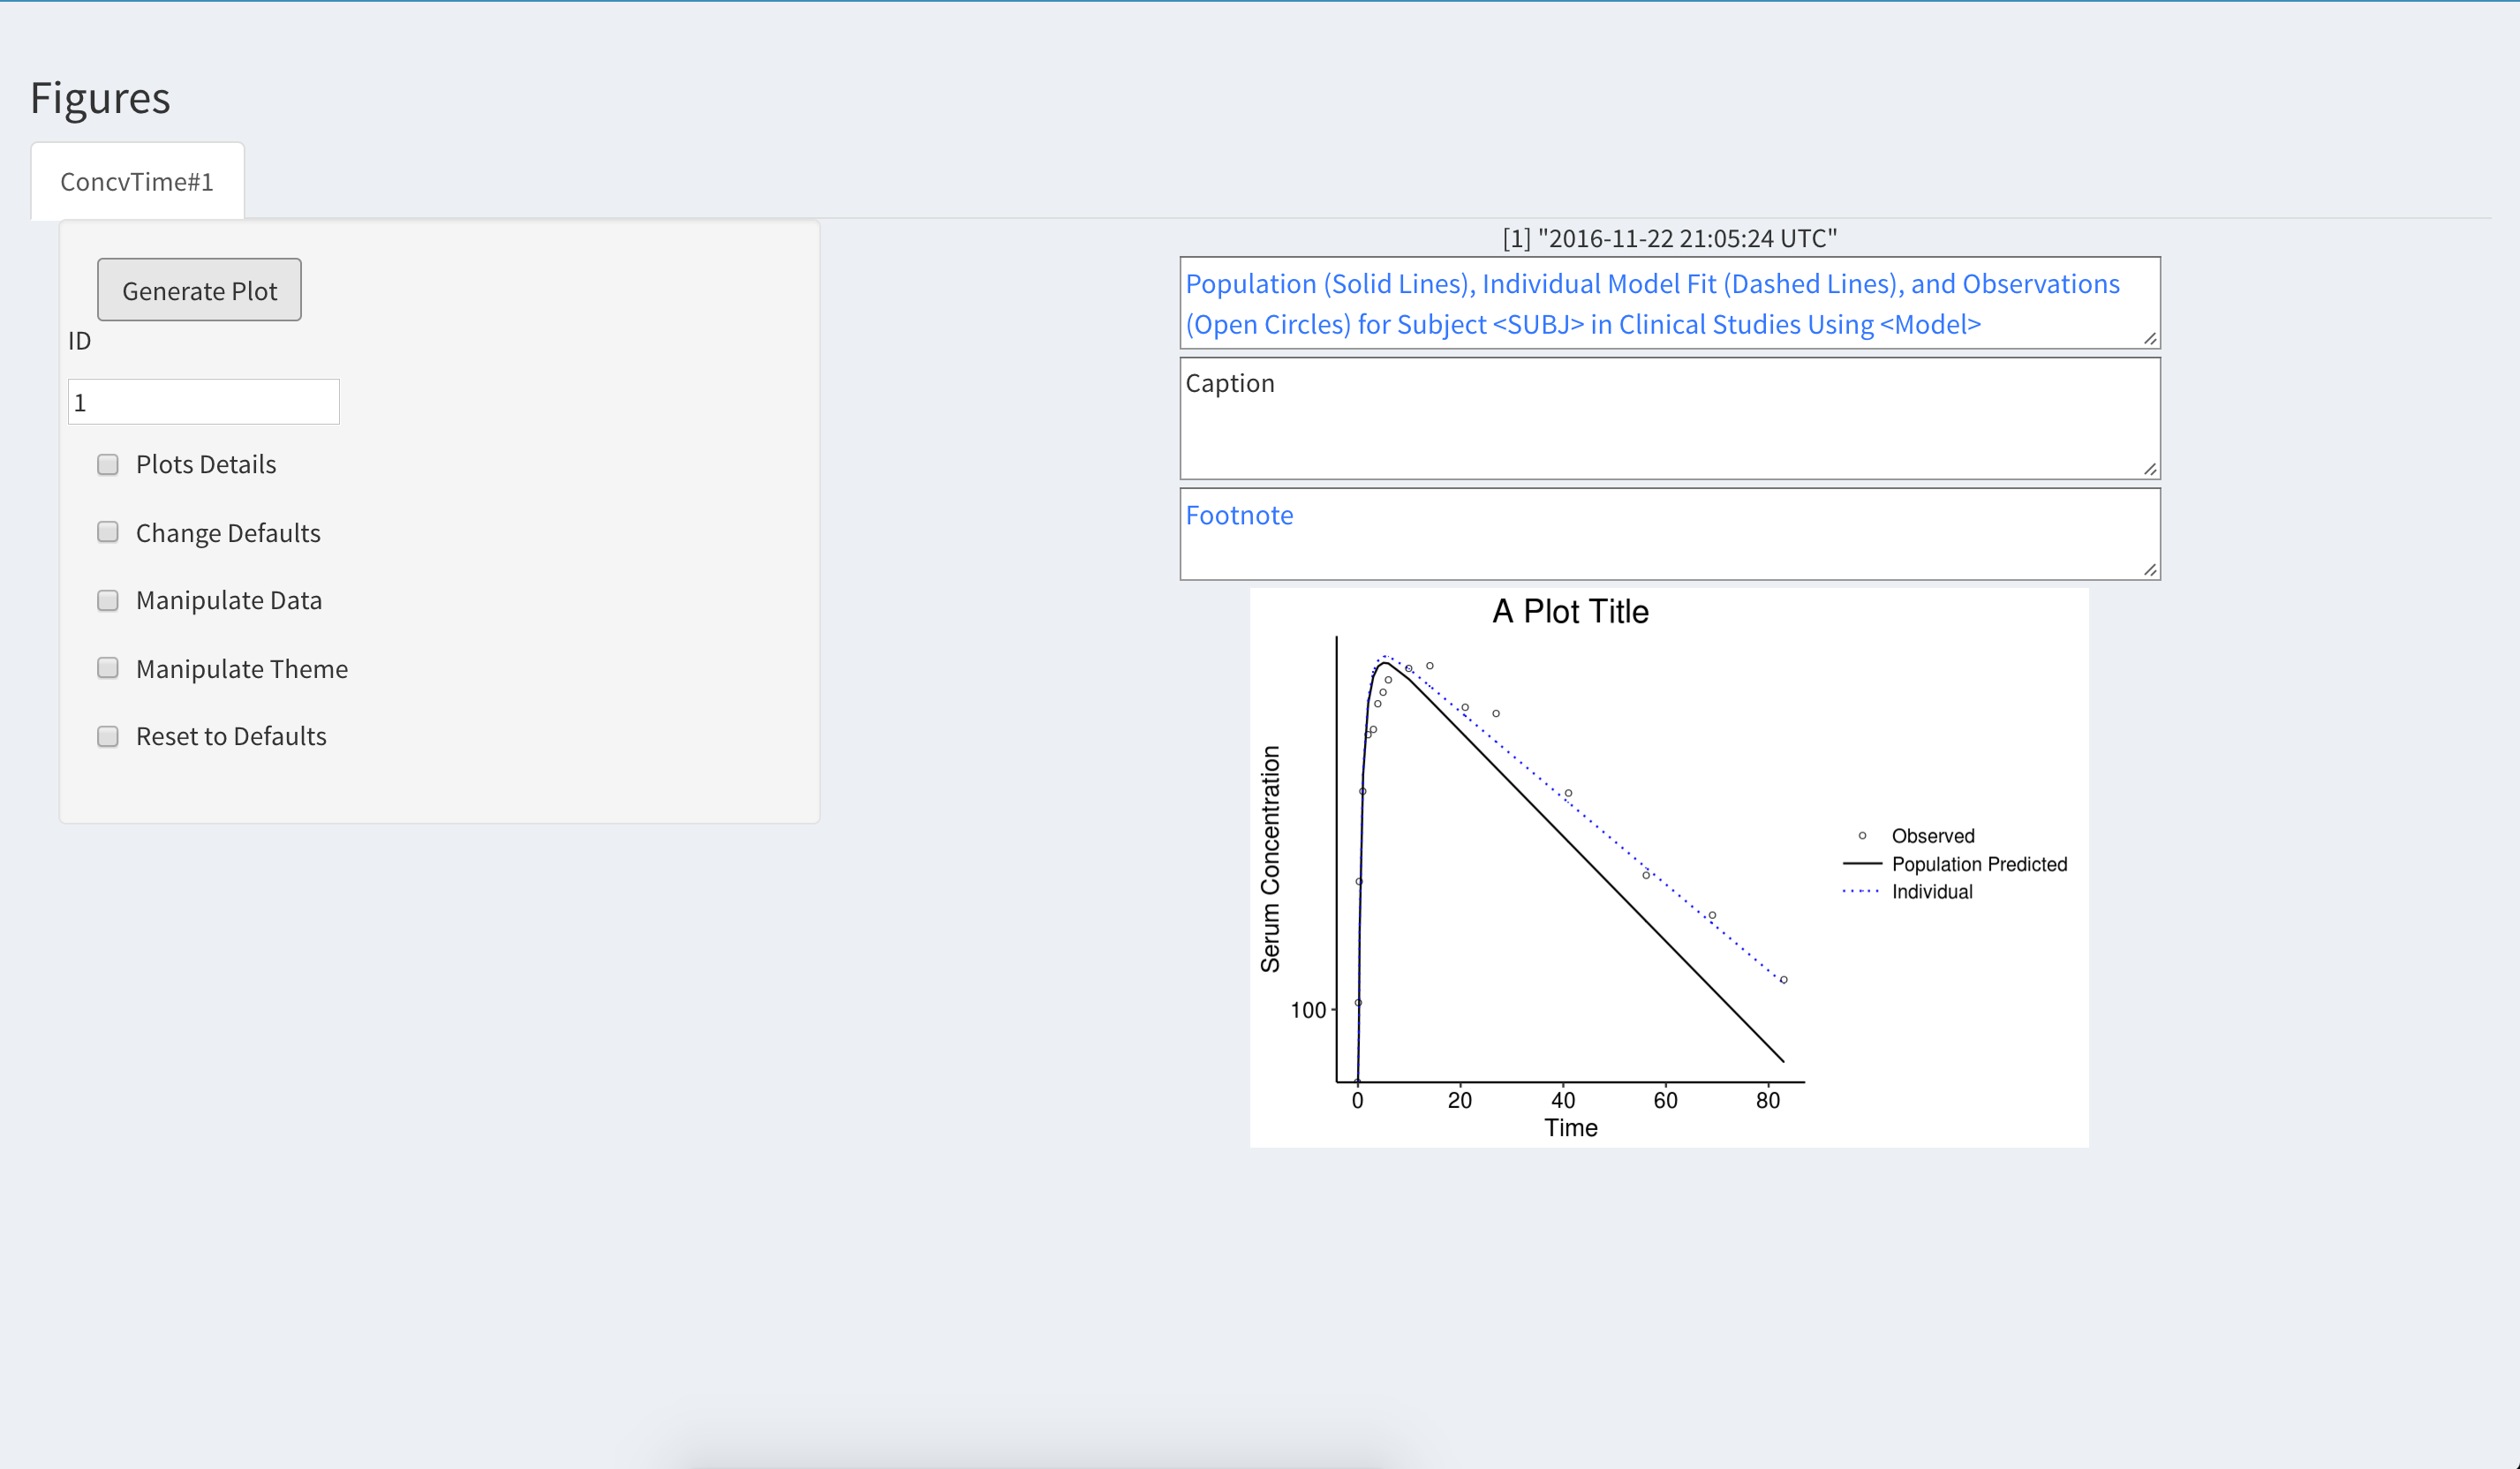 Figures
ConcvTime#1
Generate Plot
ID
1
Plots Details
Change Defaults
Manipulate Data
Manipulate Theme
Reset to Defaults
[1] "2016-11-22 21:05:24 UTC"
Population (Solid Lines), Individual Model Fit (Dashed Lines), and Observations
(Open Circles) for Subject <SUBJ> in Clinical Studies Using <Model>
Caption
Footnote
A Plot Title
Serum Concentration
100
0 20 40 60 80
Time
Observed
Population Predicted
Individual